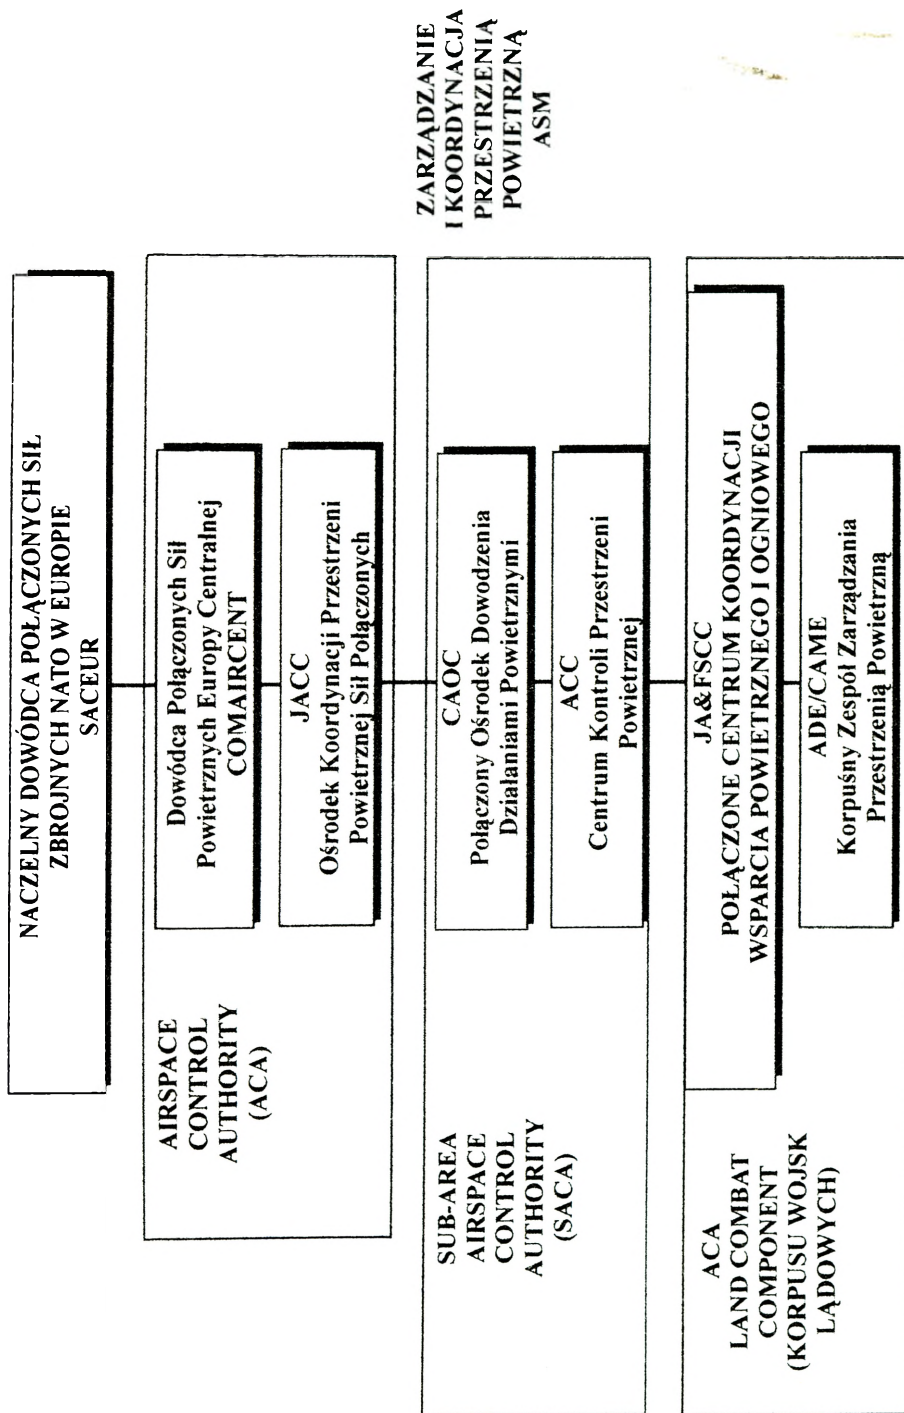 NACZELNY DOWÓDCA POŁĄCZONYCH SIŁ
ZBROJNYCH NATO W EUROPIE
SACEUR
AIRSPACE
CONTROL
AUTHORITY
(ACA)
Dowódca Połączonych Sił
Powietrznych Europy Centralnej
COMAIRCENT
JACC
Ośrodek Koordynacji Przestrzeni
Powietrznej Sił Połączonych
SUB-AREA
AIRSPACE
CONTROL
AUTHORITY
(SACA)
CAOC
Połączony Ośrodek Dowodzenia
Działaniami Powietrznymi
ACC
Centrum Kontroli Przestrzeni
Powietrznej
ACA
LAND COMBAT
COMPONENT
(KORPUSU WOJSK
LĄDOWYCH)
JA&FSCC
POŁĄCZONE CENTRUM KOORDYNACJI
WSPARCIA POWIETRZNEGO I OGNIOWEGO
ADE/CAME
Korpuśny Zespół Zarządzania
Przestrzenią Powietrzną
ZARZĄDZANIE
I KOORDYNACJA
PRZESTRZENIĄ
POWIETRZNĄ
ASM